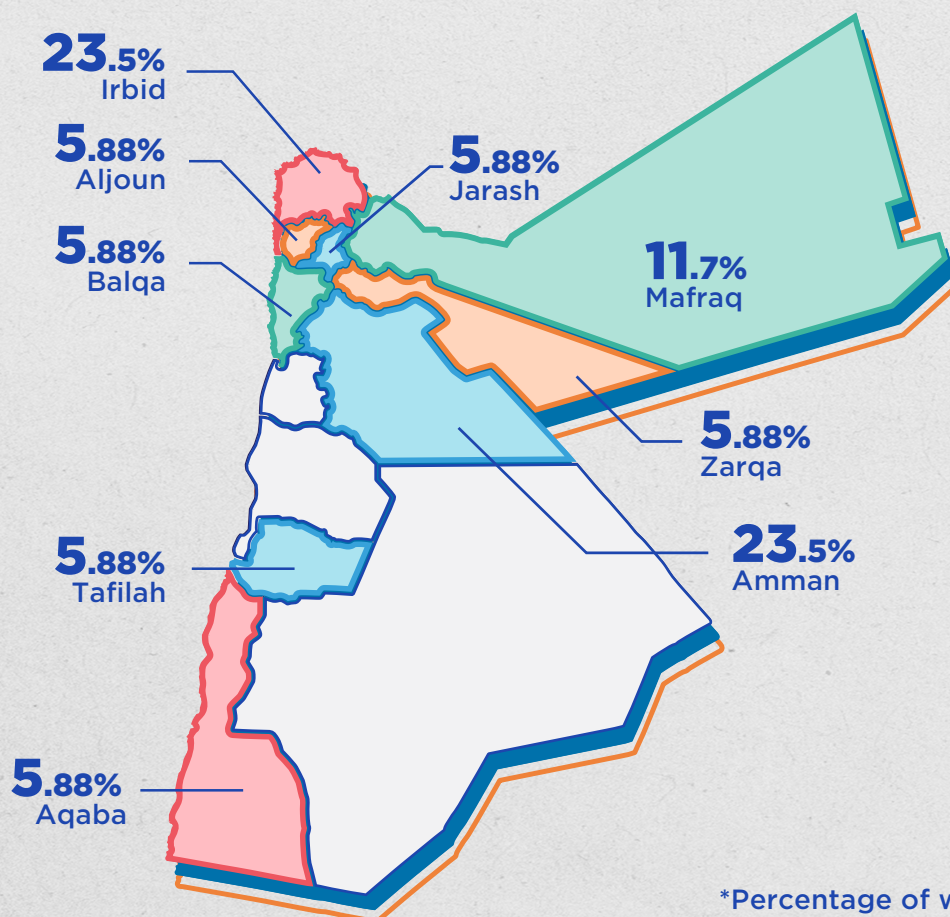 23.5%
Irbid
5.88%
Aljoun
5.88%
Jarash
5.88%
Balqa
11.7%
Mafraq
5.88%
Zarqa
23.5%
Amman
5.88%
Tafilah
5.88%
Aqaba
*Percentage of